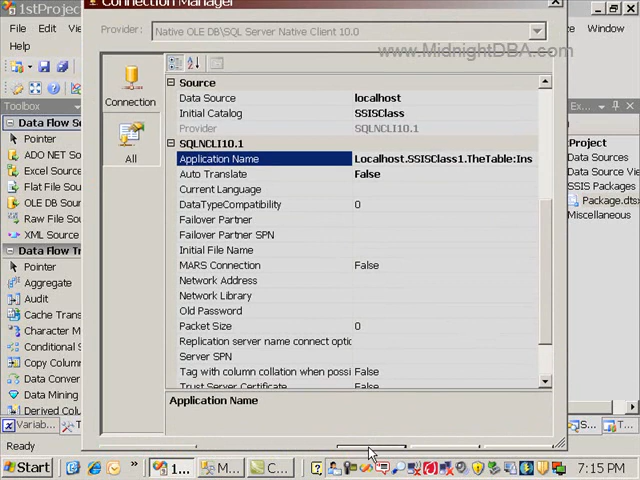 1stProject
Connection Manager
File
Edit
Help
Provider:
Native OLE DB\SQL Server Native Client 10.0
www.MidnightDBA.com
Toolbox
Data Flow So
Pointer
ADO NET So
Excel Source
Flat File Sou
OLE DB Sou
Raw File Sou
XML Source
Data Flow Tra
Pointer
Aggregate
Audit
Cache Trans
Character M
Conditional
Copy Column
Data Conver
Data Mining
Derived Colu
Variab...
Ready
Connection
All
Source
Data Source localhost
Initial Catalog SSISClass
Provider SQLNCLI10.1
SQLNCLI10.1
Application Name Localhost.SSISClass1.TheTable:Ins
Auto Translate False
Current Language
DataTypeCompatibility 0
Failover Partner
Failover Partner SPN
Initial File Name
MARS Connection False
Network Address
Network Library
Old Password
Packet Size 0
Replication server name connect optio
Server SPN
Tag with column collation when possi False
Trust Server Certificate False
Application Name
Ex...
Project
Data Sources
Data Source
SSIS Packages
Package.dtsx
Miscellaneous
S...
Start
1...
M...
C...
7:15 PM